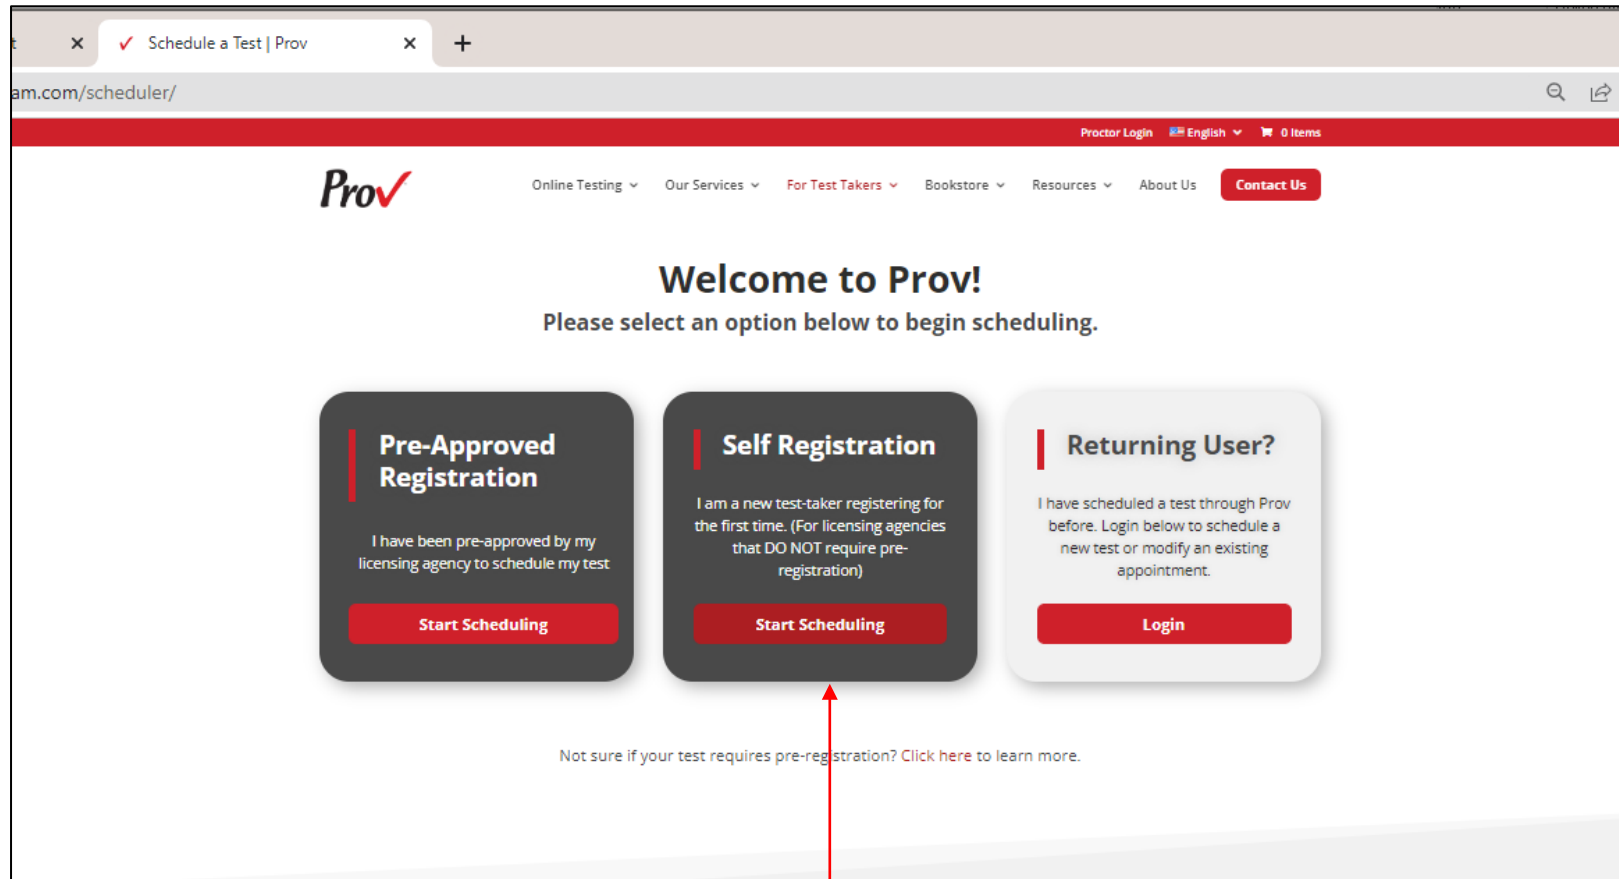 t
Schedule a Test | Prov
am.com/scheduler/
Proctor Login English 0 Items
Prov
Online Testing Our Services For Test Takers Bookstore Resources About Us Contact Us
Welcome to Prov!
Please select an option below to begin scheduling.
Pre-Approved
Registration
I have been pre-approved by my
licensing agency to schedule my test
Start Scheduling
Self Registration
I am a new test-taker registering for
the first time. (For licensing agencies
that DO NOT require pre-
registration)
Start Scheduling
Returning User?
I have scheduled a test through Prov
before. Login below to schedule a
new test or modify an existing
appointment.
Login
Not sure if your test requires pre-registration? Click here to learn more.